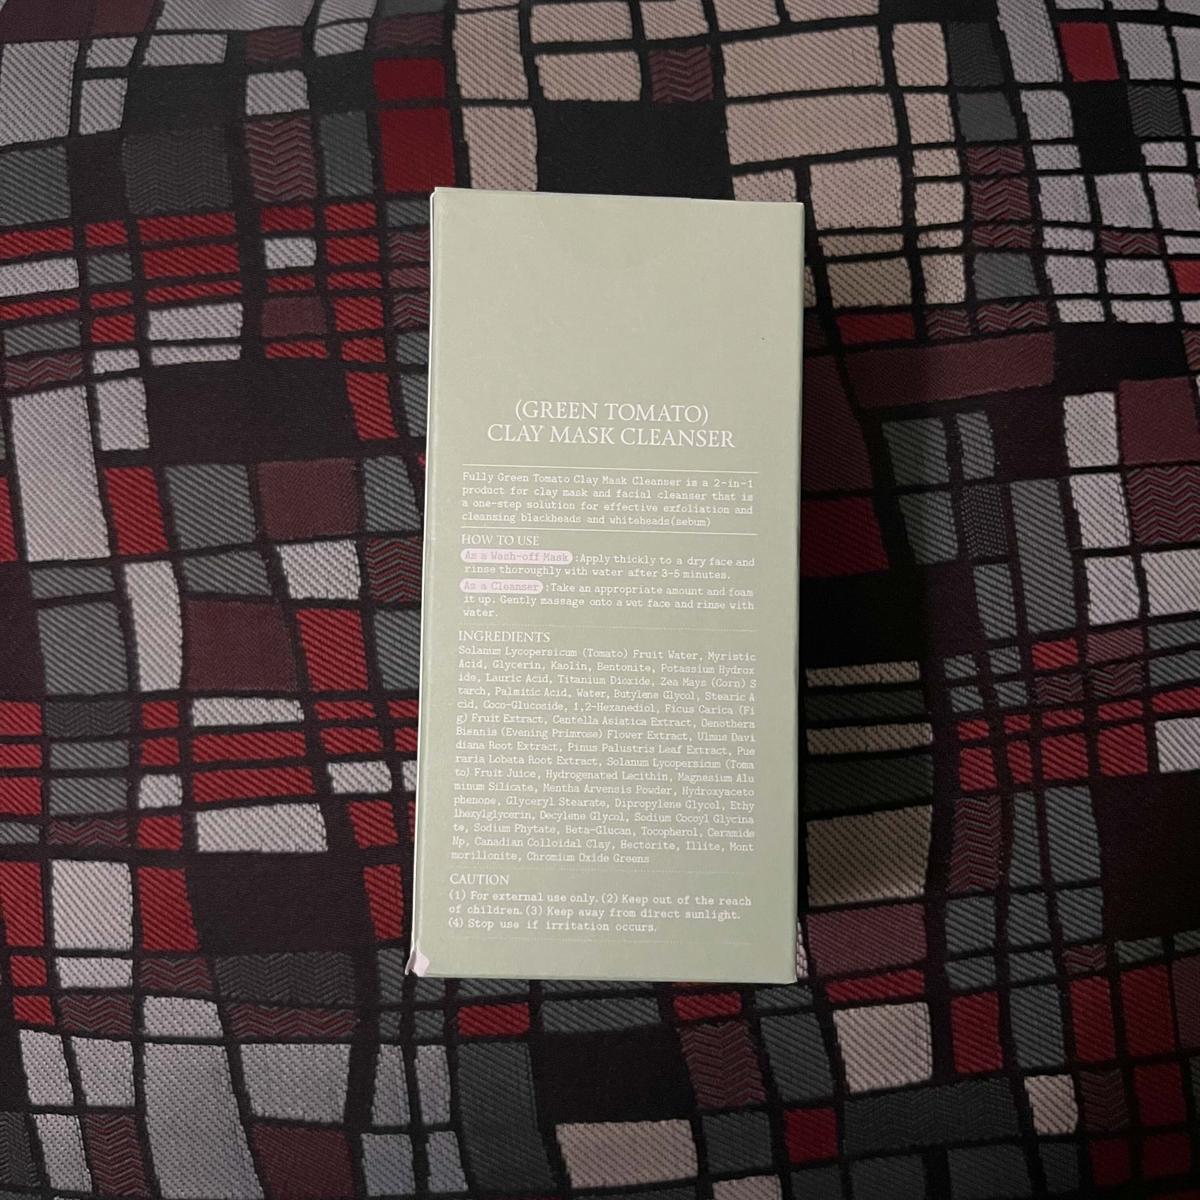 (GREEN TOMATO)
CLAY MASK CLEANSER
Fully Green Tomato Clay Mask Cleanser is a 2-in-1
product for clay mask and facial cleanser that is
a one-step solution for effective exfoliation and
cleansing blackheads and whiteheads(sebum)
HOW TO USE
As a Wash-off Mask :Apply thickly to a dry face and
rinse thoroughly with water after 3-5 minutes.
As a Cleanser :Take an appropriate amount and foam
it up. Gently massage onto a wet face and rinse with
water.
INGREDIENTS
Solanum Lycopersicum (Tomato) Fruit Water, Myristic
Acid, Glycerin, Kaolin, Bentonite, Potassium Hydrox
ide, Lauric Acid, Titanium Dioxide, Zea Mays (Corn) S
tarch, Palmitic Acid, Water, Butylene Glycol, Stearic A
cid, Coco-Glucoside, 1,2-Hexanediol, Ficus Carica (Fi
g) Fruit Extract, Centella Asiatica Extract, Oenothera
Biennis (Evening Primrose) Flower Extract, Ulmus Davi
diana Root Extract, Pinus Palustris Leaf Extract, Pue
raria Lobata Root Extract, Solanum Lycopersicum (Toma
to) Fruit Juice, Hydrogenated Lecithin, Magnesium Alu
minum Silicate, Mentha Arvensis Powder, Hydroxyaceto
phenone, Glyceryl Stearate, Dipropylene Glycol, Ethy
lhexylglycerin, Decylene Glycol, Sodium Cocoyl Glycina
te, Sodium Phytate, Beta-Glucan, Tocopherol, Ceramide
Np, Canadian Colloidal Clay, Hectorite, Illite, Mont
morillonite, Chromium Oxide Greens
CAUTION
(1) For external use only. (2) Keep out of the reach
of children. (3) Keep away from direct sunlight.
(4) Stop use if irritation occurs.